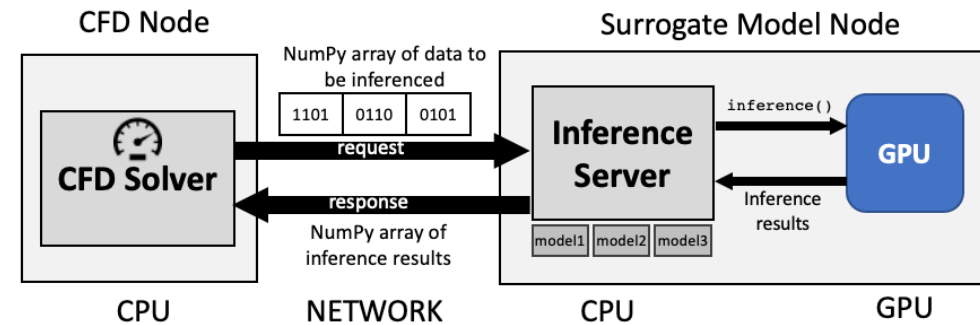 CFD Node
Surrogate Model Node
NumPy array of data to
be inferenced
1101 0110 0101
CFD Solver
request
response
NumPy array of
inference results
Inference
Server
model1 model2 model3
inference()
GPU
Inference
results
CPU
NETWORK
CPU
GPU